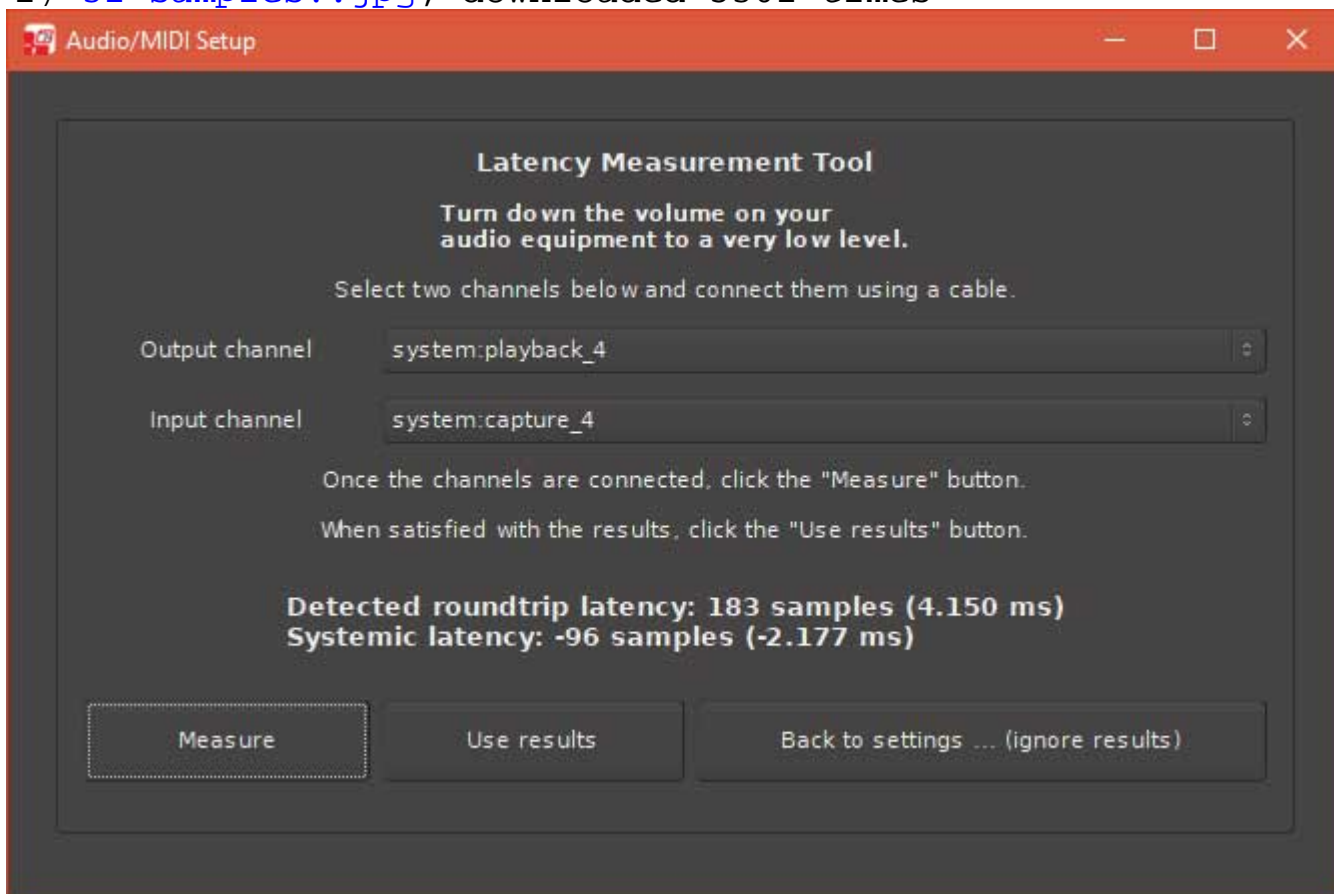 Audio/MIDI Setup
Latency Measurement Tool
Turn down the volume on your
audio equipment to a very low level.
Select two channels below and connect them using a cable.
Output channel system:playback_4
Input channel system:capture_4
Once the channels are connected, click the "Measure" button.
When satisfied with the results, click the "Use results" button.
Detected roundtrip latency: 183 samples (4.150 ms)
Systemic latency: -96 samples (-2.177 ms)
Measure Use results Back to settings ... (ignore results)